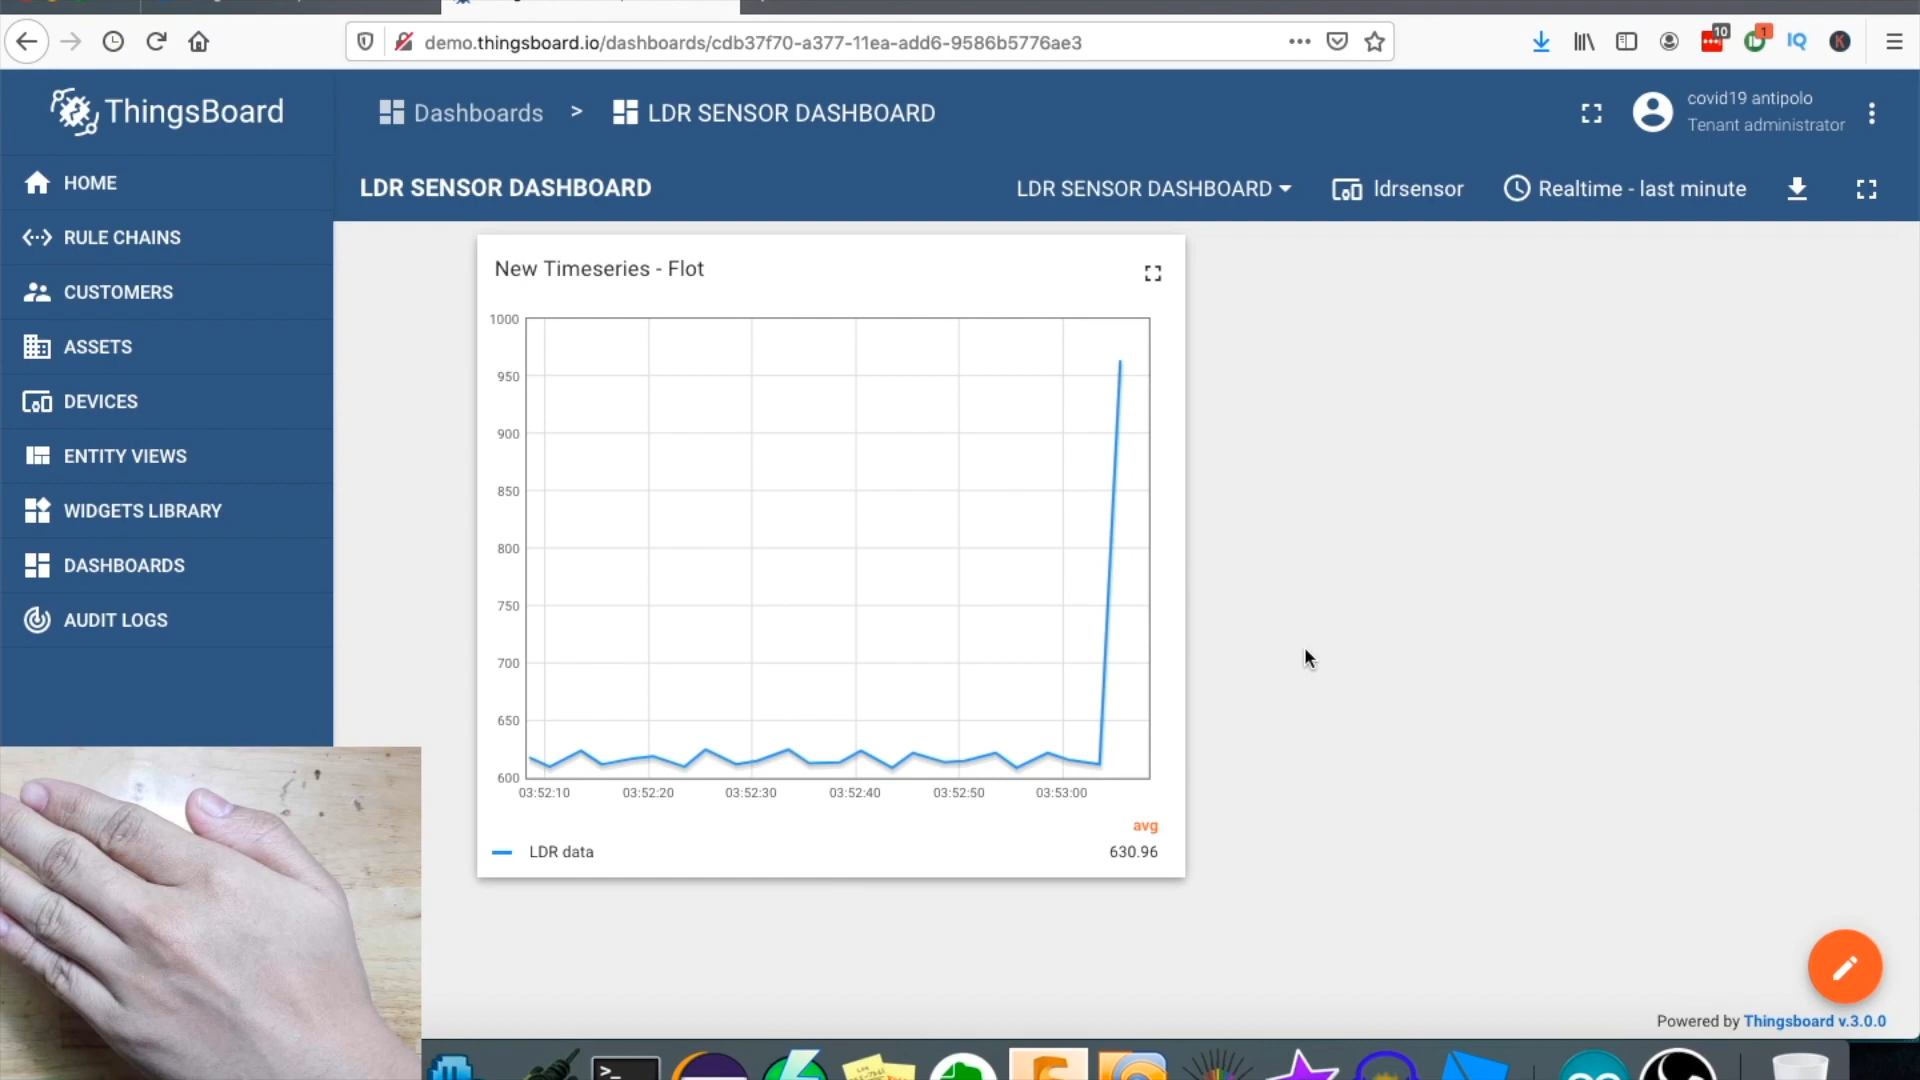 demo.thingsboard.io/dashboards/cdb37f70-a377-11ea-add6-9586b5776ae3
10
1
IQ
K
ThingsBoard
Dashboards > LDR SENSOR DASHBOARD
covid19 antipolo
Tenant administrator
HOME
RULE CHAINS
CUSTOMERS
ASSETS
DEVICES
ENTITY VIEWS
WIDGETS LIBRARY
DASHBOARDS
AUDIT LOGS
LDR SENSOR DASHBOARD
LDR SENSOR DASHBOARD
ldrsensor
Realtime - last minute
New Timeseries - Flot
1000
950
900
850
800
750
700
650
600
03:52:10 03:52:20 03:52:30 03:52:40 03:52:50 03:53:00
avg
LDR data 630.96
Powered by Thingsboard v.3.0.0